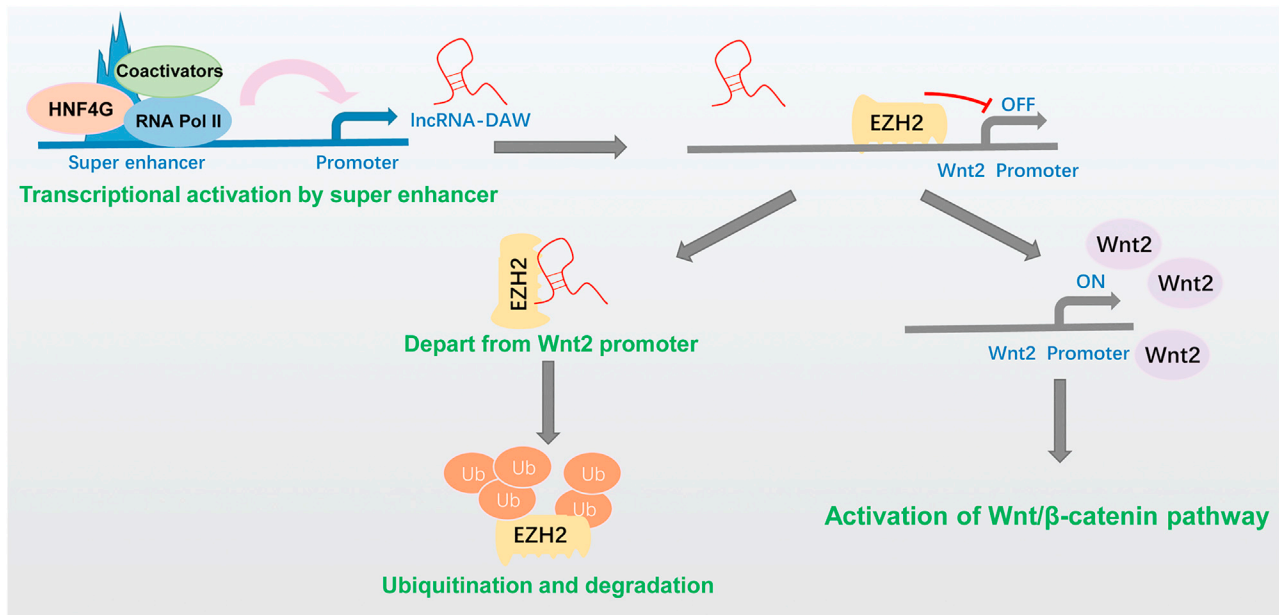 Coactivators
HNF4G
RNA Pol II
lncRNA-DAW
Super enhancer
Promoter
Transcriptional activation by super enhancer
EZH2
OFF
Wnt2 Promoter
EZH2
Depart from Wnt2 promoter
Wnt2
Wnt2
ON
Wnt2 Promoter
Wnt2
Ub
Ub
Ub
Ub
Ub
EZH2
Ubiquitination and degradation
Activation of Wnt/β-catenin pathway